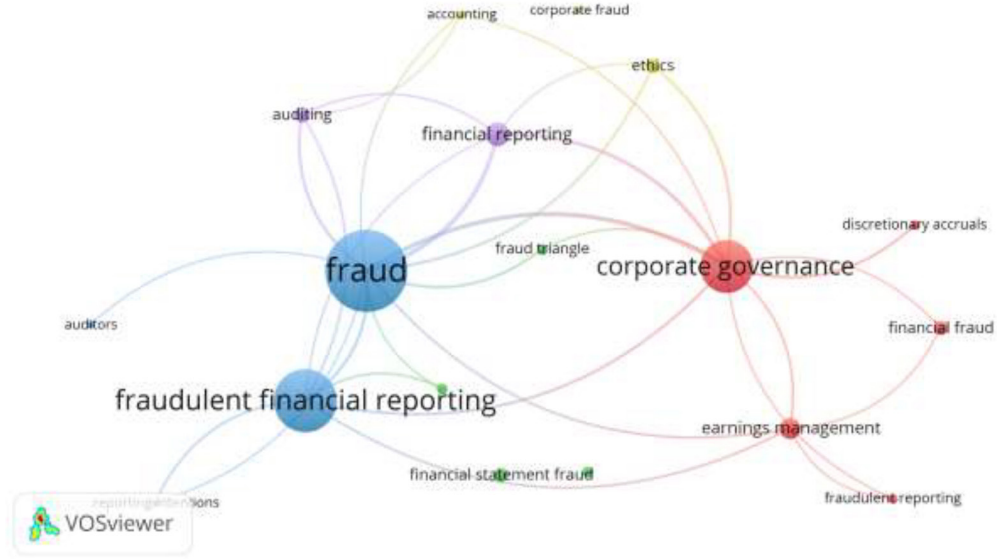 accounting
corporate fraud
ethics
auditing
financial reporting
discretionary accruals
fraud triangle
fraud
corporate governance
auditors
financial fraud
fraudulent financial reporting
earnings management
financial statement fraud
fraudulent reporting
VOSviewer